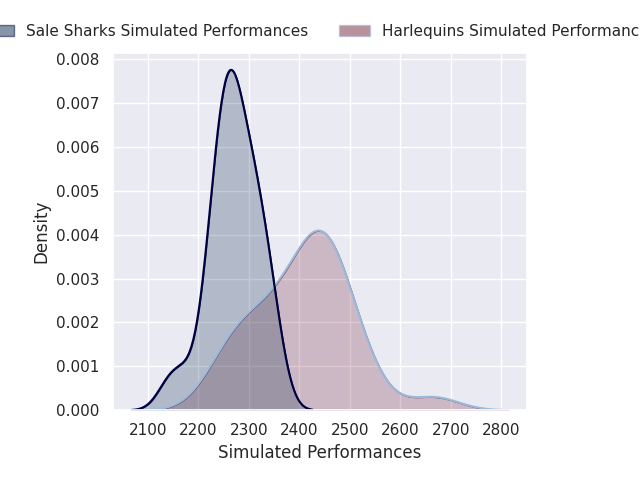 Sale Sharks Simulated Performances
Harlequins Simulated Performanc
0.008
0.007
0.006
0.005
0.004
0.003
0.002
0.001
0.000
Density
2100 2200 2300 2400 2500 2600 2700 2800
Simulated Performances